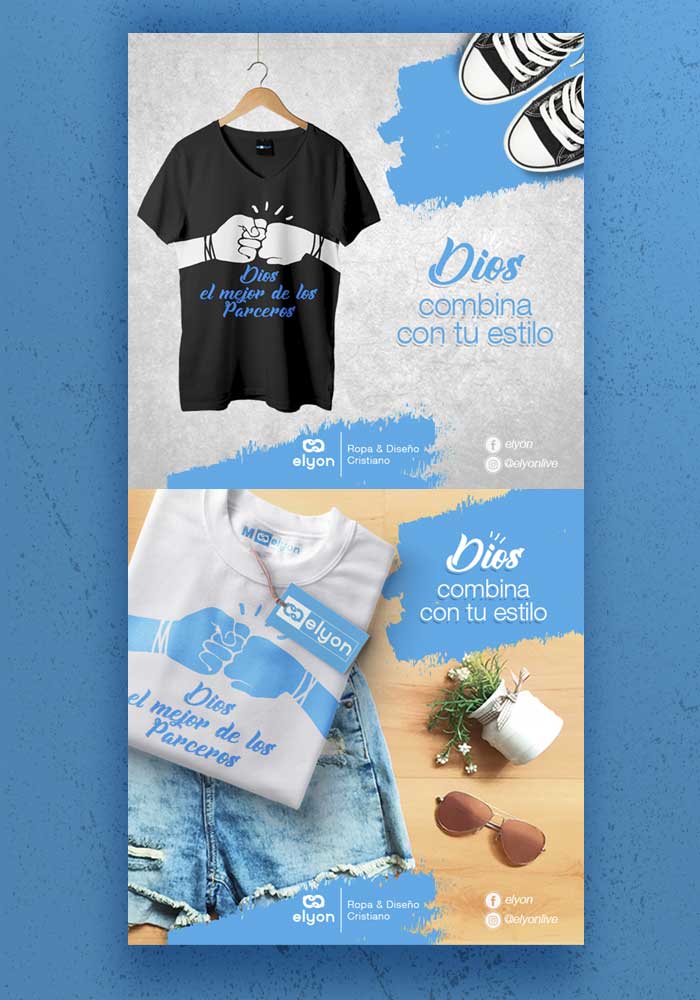 Dios
el mejor de los
Parceros
Dios
combina
con tu estilo
elyon
Ropa & Diseño
Cristiano
elyon
@elyonlive
M elyon
elyon
Dios
el mejor de los
Parceros
Dios
combina
con tu estilo
elyon
Ropa & Diseño
Cristiano
elyon
@elyonlive